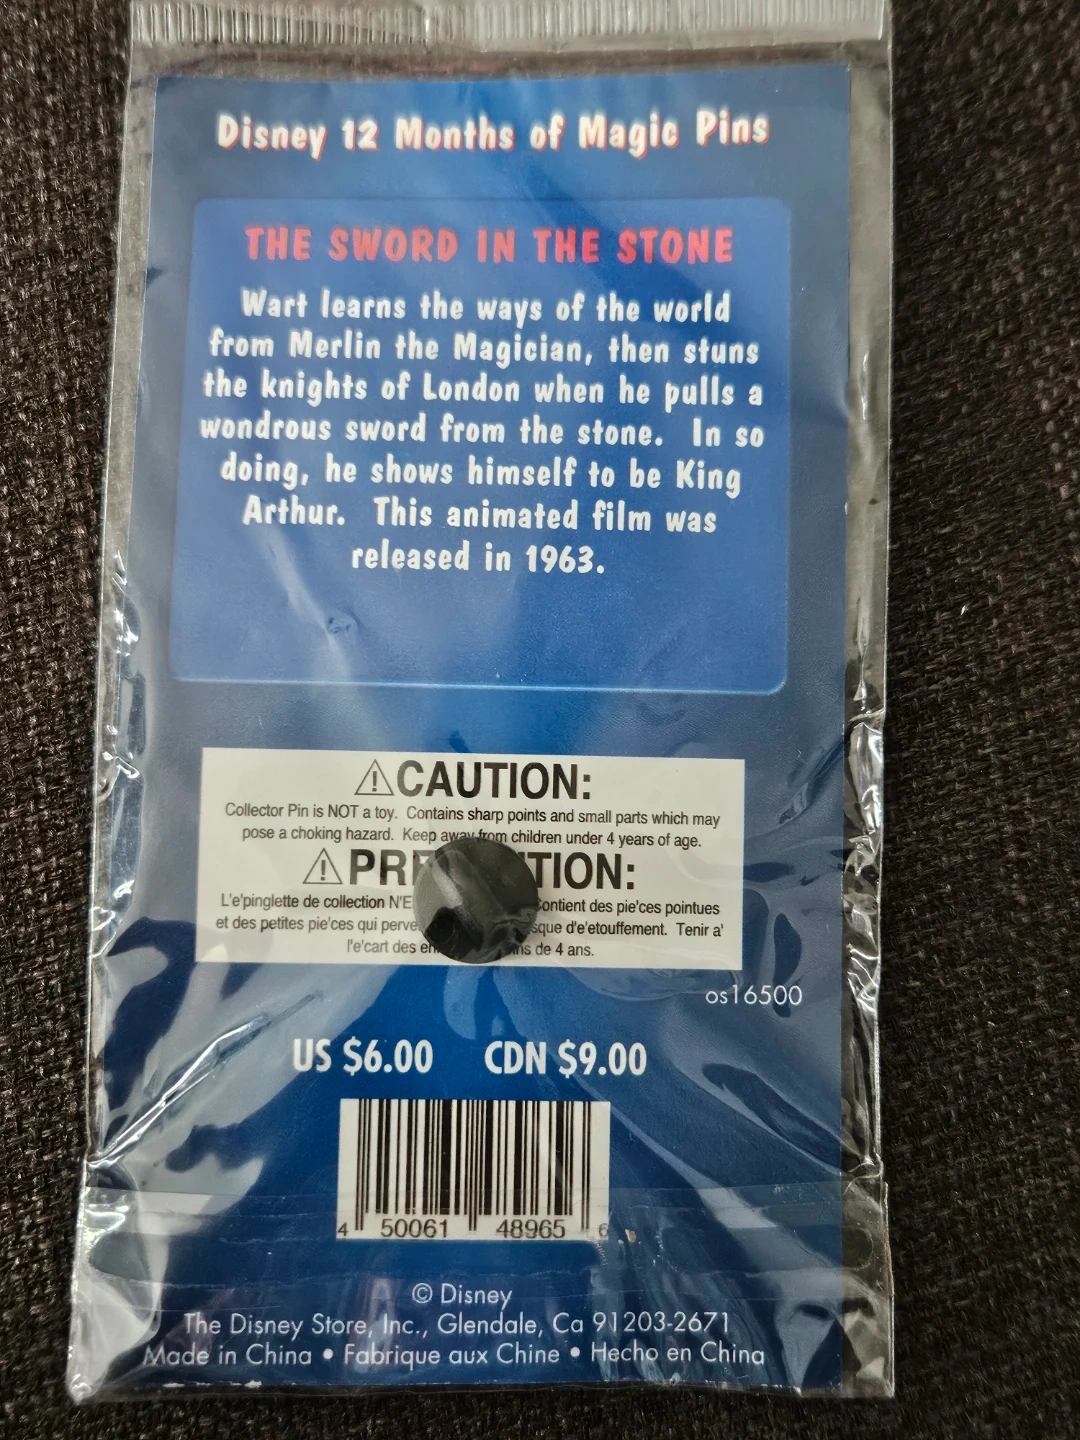 Disney 12 Months of Magic Pins
THE SWORD IN THE STONE
Wart learns the ways of the world
from Merlin the Magician, then stuns
the knights of London when he pulls a
wondrous sword from the stone. In so
doing, he shows himself to be King
Arthur. This animated film was
released in 1963.
⚠CAUTION:
Collector Pin is NOT a toy. Contains sharp points and small parts which may
pose a choking hazard. Keep away from children under 4 years of age.
⚠
L'e'pinglette de collection Contient des pie'ces pointues
et des petites pie'ces qui d'e'touffement. Tenir a'
l'e'cart des de 4 ans.
os16500
US $6.00 CDN $9.00
4 50061 48965 6
© Disney
The Disney Store, Inc., Glendale, Ca 91203-2671
Made in China • Fabrique aux Chine • Hecho en China